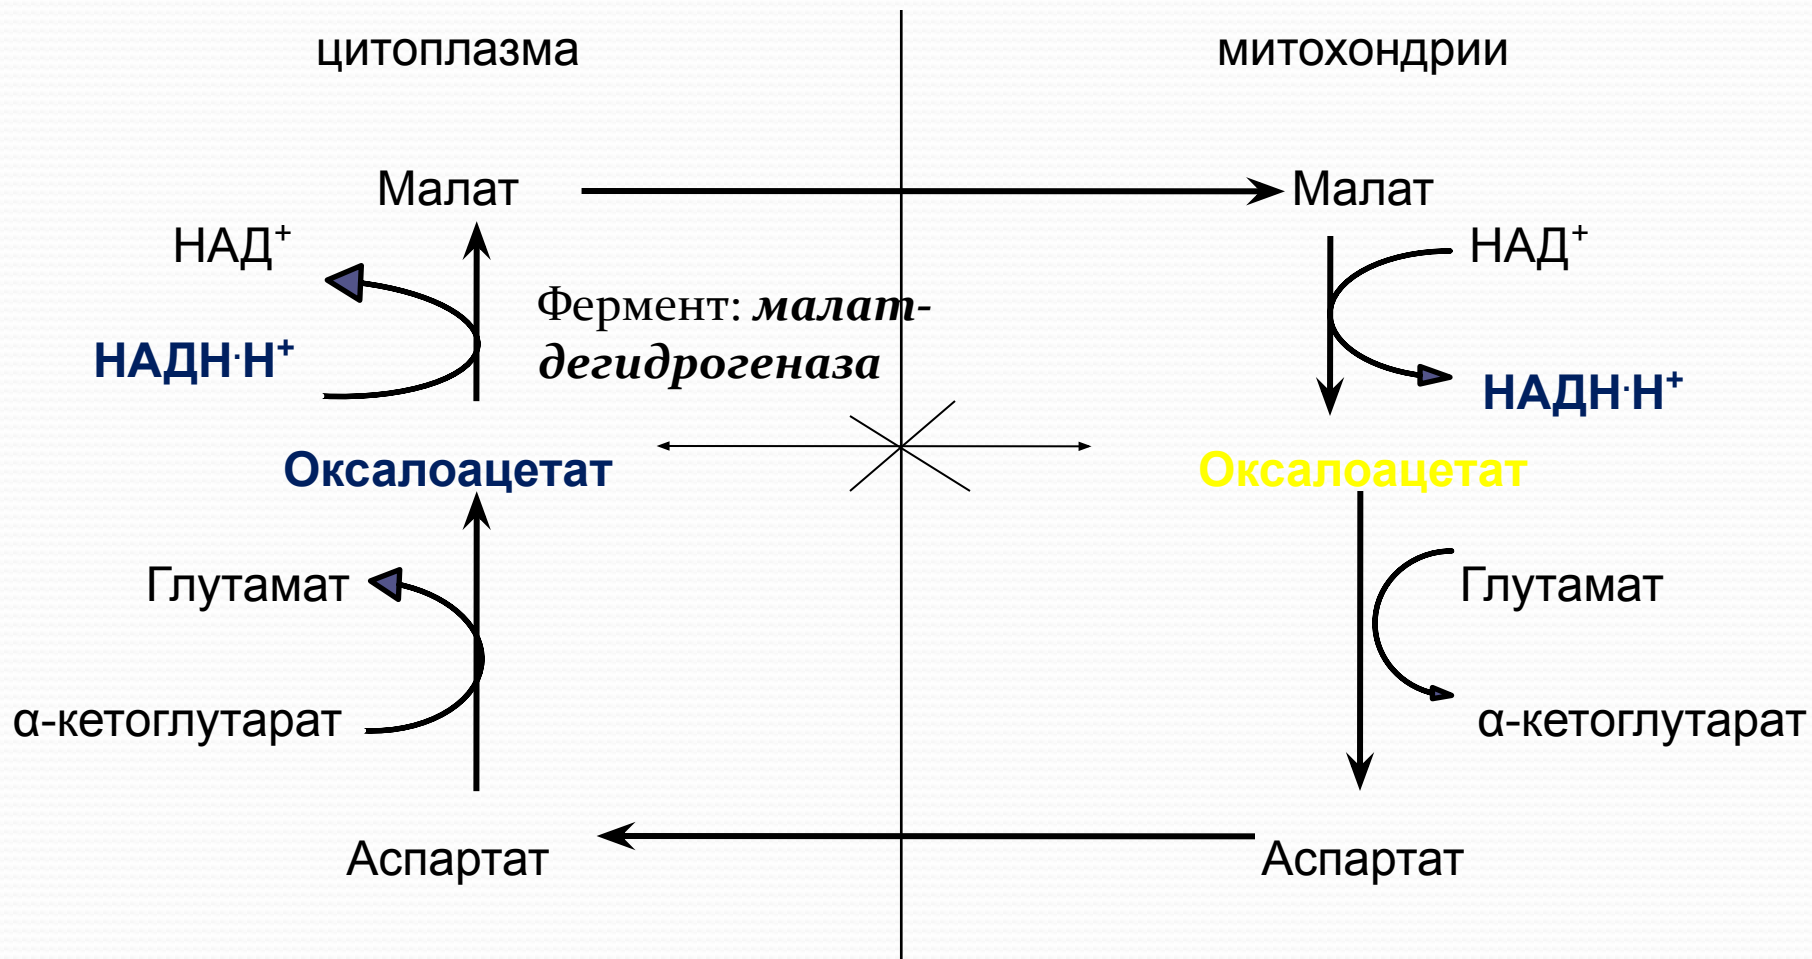 цитоплазма
митохондрии
Малат
Малат
НАД⁺
НАД⁺
Фермент: малат-
дегидрогеназа
НАДН·Н⁺
НАДН·Н⁺
Оксалоацетат
Оксалоацетат
Глутамат
Глутамат
α-кетоглутарат
α-кетоглутарат
Аспартат
Аспартат